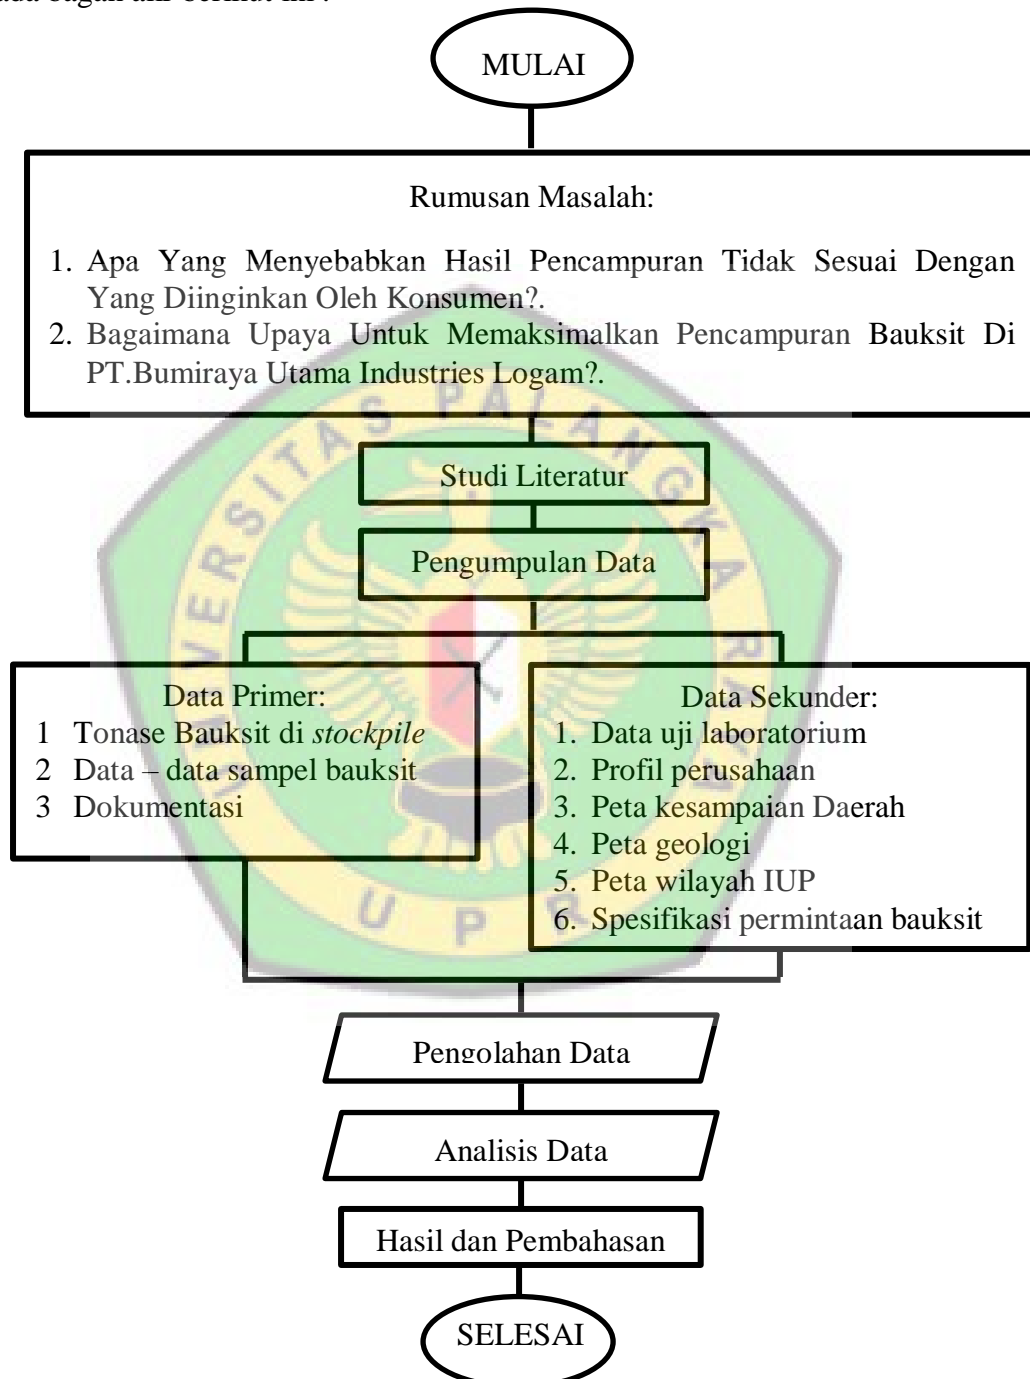 MULAI
Rumusan Masalah:
1. Apa Yang Menyebabkan Hasil Pencampuran Tidak Sesuai Dengan
Yang Diinginkan Oleh Konsumen?.
2. Bagaimana Upaya Untuk Memaksimalkan Pencampuran Bauksit Di
PT.Bumiraya Utama Industries Logam?.
Studi Literatur
Pengumpulan Data
Data Primer:
1 Tonase Bauksit di stockpile
2 Data – data sampel bauksit
3 Dokumentasi
Data Sekunder:
1. Data uji laboratorium
2. Profil perusahaan
3. Peta kesampaian Daerah
4. Peta geologi
5. Peta wilayah IUP
6. Spesifikasi permintaan bauksit
Pengolahan Data
Analisis Data
Hasil dan Pembahasan
SELESAI
UNIVERSITAS PALANGKA RAYA
UPR